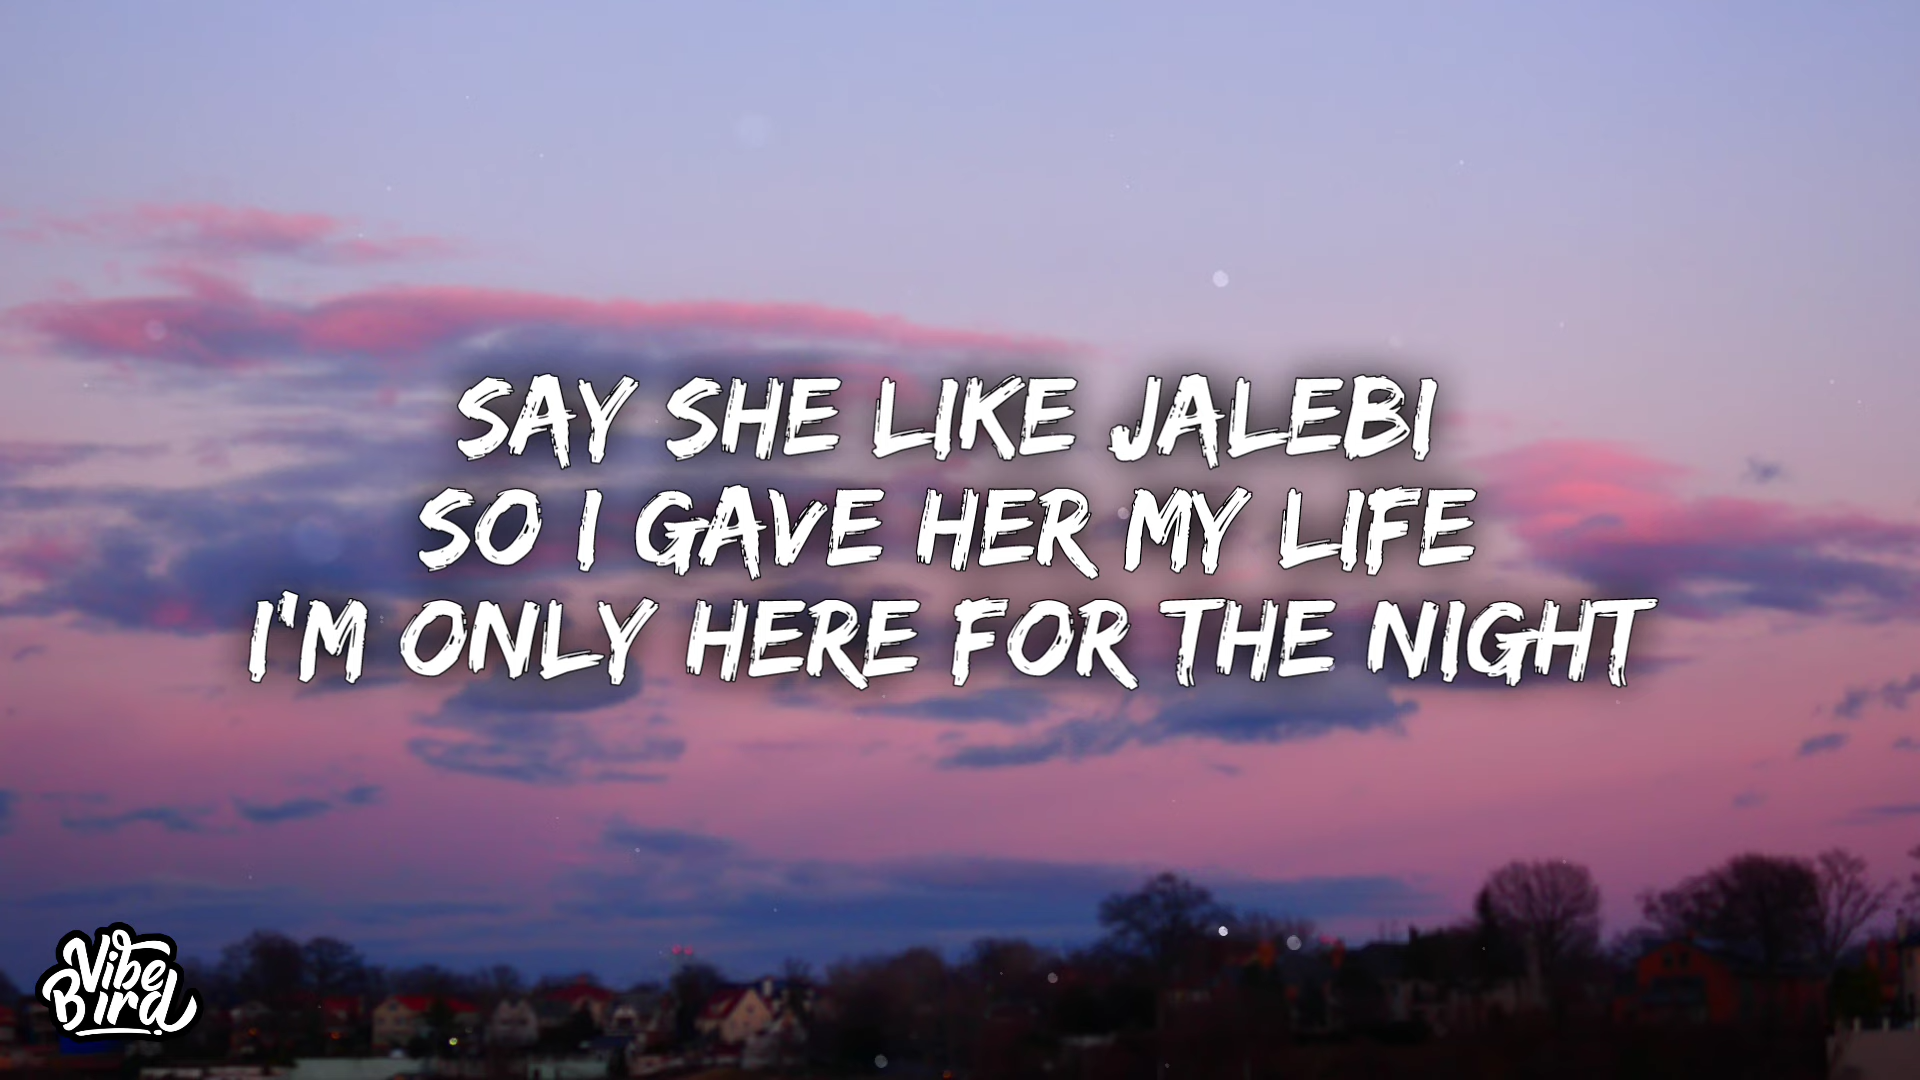 SAY SHE LIKE JALEBI
SO I GAVE HER MY LIFE
I'M ONLY HERE FOR THE NIGHT
Vibe
Bird